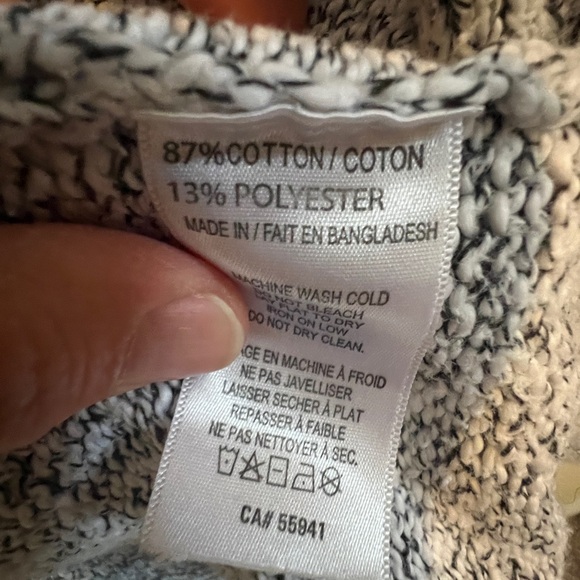 87%COTTON/COTON
13% POLYESTER
MADE IN/FAIT EN BANGLADESH
MACHINE WASH COLD
DO NOT BLEACH
FLAT TO DRY
IRON ON LOW
DO NOT DRY CLEAN.
AGE EN MACHINE À FROID
NE PAS JAVELLISER
LAISSER SECHER À PLAT
REPASSER À FAIBLE
NE PAS NETTOYER À SEC.
CA# 55941